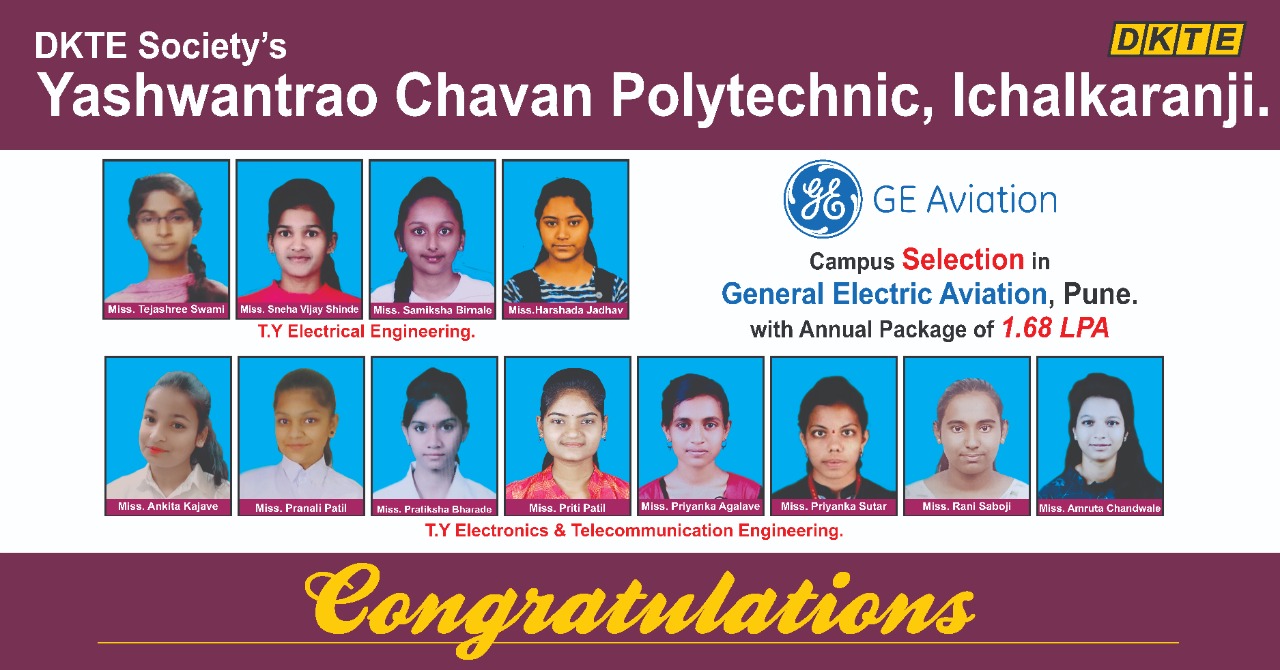 DKTE Society's
DKTE
Yashwantrao Chavan Polytechnic, Ichalkaranji.
GE GE Aviation
Campus Selection in
General Electric Aviation, Pune.
with Annual Package of 1.68 LPA
Miss. Tejashree Swami
Miss. Sneha Vijay Shinde
Miss. Samiksha Birnale
Miss.Harshada Jadhav
T.Y Electrical Engineering.
Miss. Ankita Kajave
Miss. Pranali Patil
Miss. Pratiksha Bharade
Miss. Priti Patil
Miss. Priyanka Agalave
Miss. Priyanka Sutar
Miss. Rani Saboji
Miss. Amruta Chandwale
T.Y Electronics & Telecommunication Engineering.
Congratulations